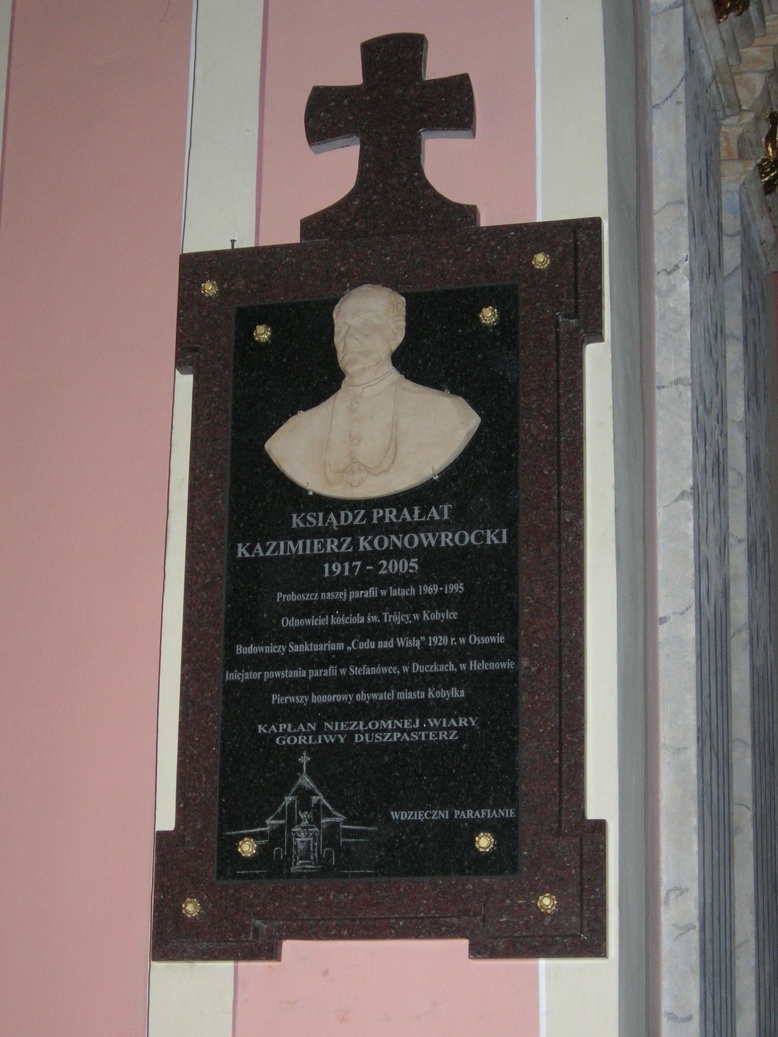 KSIĄDZ PRAŁAT
KAZIMIERZ KONOWROCKI
1917 - 2005
Proboszcz naszej parafii w latach 1969 - 1995
Odnowiciel kościoła św. Trójcy w Kobyłce
Budowniczy Sanktuarium „Cudu nad Wisłą” 1920 r. w Ossowie
Inicjator powstania parafii w Stefanówce, w Duczkach, w Helenowie
Pierwszy honorowy obywatel miasta Kobyłka
KAPŁAN NIEZŁOMNEJ WIARY
GORLIWY DUSZPASTERZ
WDZIĘCZNI PARAFIANIE